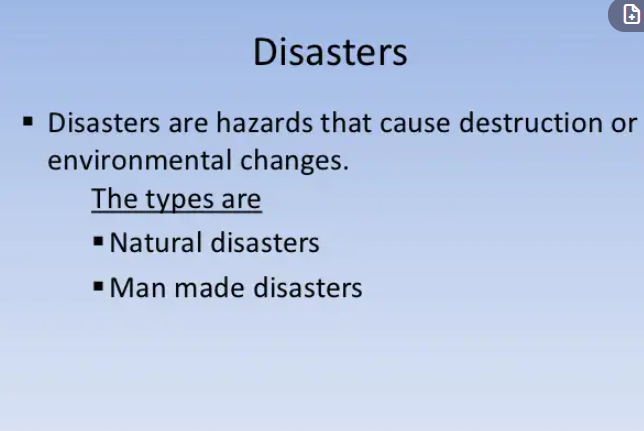 Disasters
▪ Disasters are hazards that cause destruction or
environmental changes.
The types are
▪ Natural disasters
▪ Man made disasters